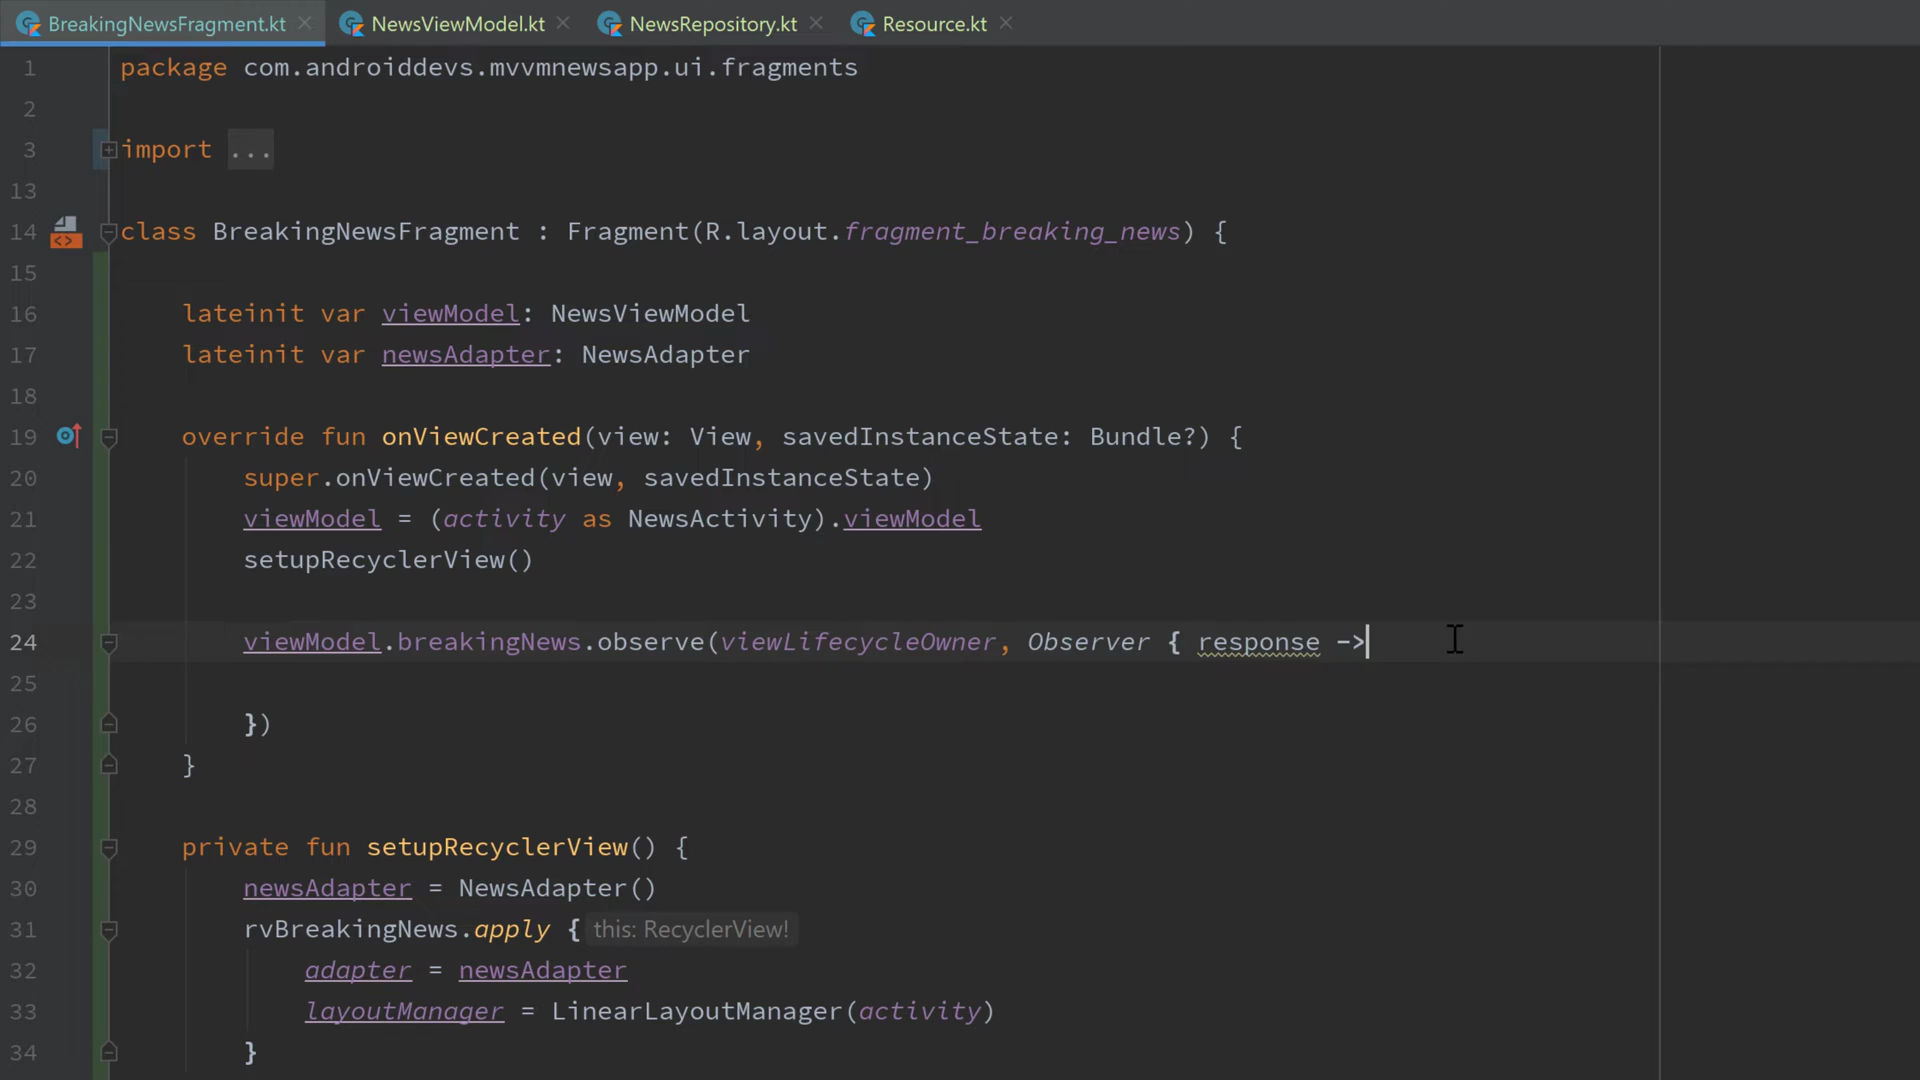 BreakingNewsFragment.kt NewsViewModel.kt NewsRepository.kt Resource.kt
1 package com.androiddevs.mvvmnewsapp.ui.fragments
2
3 import ...
13
14 class BreakingNewsFragment : Fragment(R.layout.fragment_breaking_news) {
15
16 lateinit var viewModel: NewsViewModel
17 lateinit var newsAdapter: NewsAdapter
18
19 override fun onViewCreated(view: View, savedInstanceState: Bundle?) {
20 super.onViewCreated(view, savedInstanceState)
21 viewModel = (activity as NewsActivity).viewModel
22 setupRecyclerView()
23
24 viewModel.breakingNews.observe(viewLifecycleOwner, Observer { response ->
25
26 })
27 }
28
29 private fun setupRecyclerView() {
30 newsAdapter = NewsAdapter()
31 rvBreakingNews.apply { this: RecyclerView!
32 adapter = newsAdapter
33 layoutManager = LinearLayoutManager(activity)
34 }